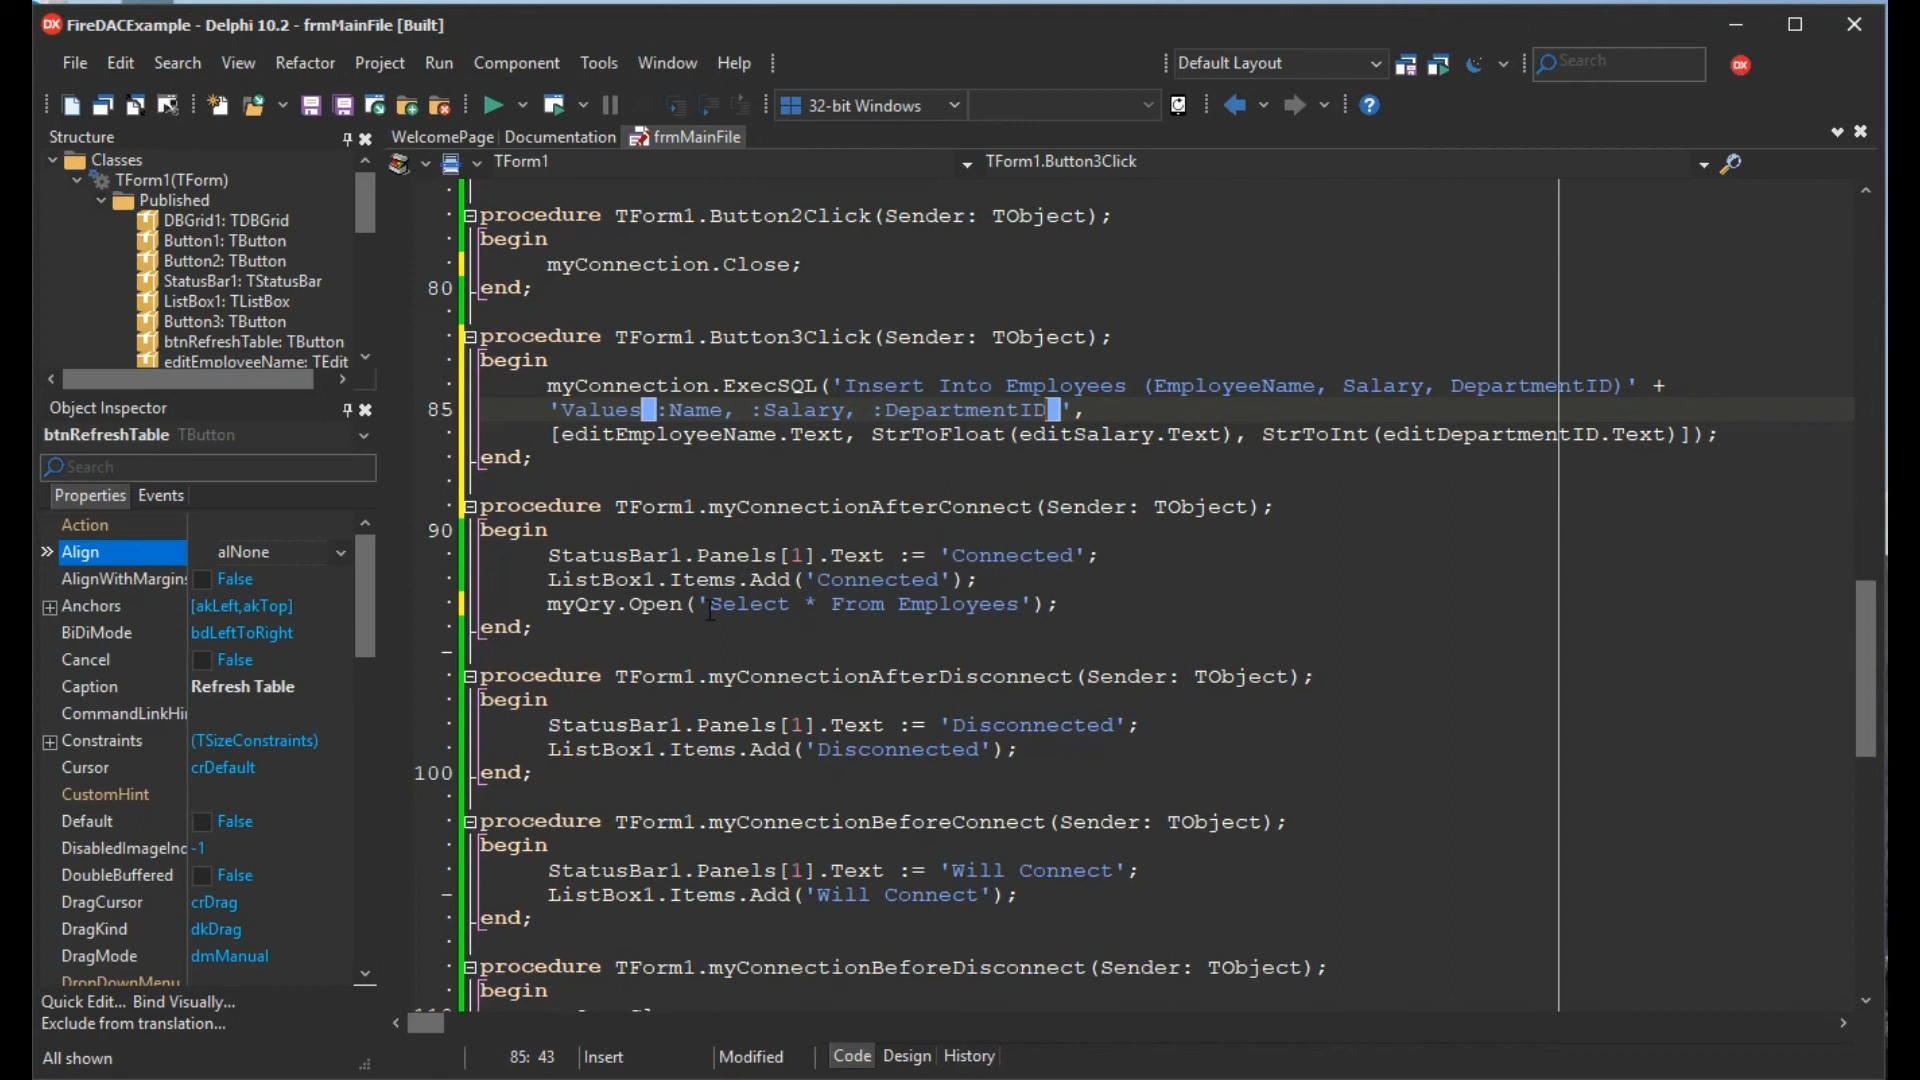 FireDACExample - Delphi 10.2 - frmMainFile [Built]
File Edit Search View Refactor Project Run Component Tools Window Help
Default Layout
Search
32-bit Windows
Structure
WelcomePage Documentation frmMainFile
TForm1
TForm1.Button3Click
Classes
TForm1(TForm)
Published
DBGrid1: TDBGrid
Button1: TButton
Button2: TButton
StatusBar1: TStatusBar
ListBox1: TListBox
Button3: TButton
btnRefreshTable: TButton
editEmployeeName: TEdit
Object Inspector
btnRefreshTable TButton
Search
Properties Events
Action
Align alNone
AlignWithMargins False
Anchors [akLeft,akTop]
BiDiMode bdLeftToRight
Cancel False
Caption Refresh Table
CommandLinkHi
Constraints (TSizeConstraints)
Cursor crDefault
CustomHint
Default False
DisabledImageInd -1
DoubleBuffered False
DragCursor crDrag
DragKind dkDrag
DragMode dmManual
DropDownMenu
Quick Edit... Bind Visually...
Exclude from translation...
All shown
procedure TForm1.Button2Click(Sender: TObject);
begin
myConnection.Close;
80 end;
procedure TForm1.Button3Click(Sender: TObject);
begin
myConnection.ExecSQL('Insert Into Employees (EmployeeName, Salary, DepartmentID)' +
85 'Values(:Name, :Salary, :DepartmentID)',
[editEmployeeName.Text, StrToFloat(editSalary.Text), StrToInt(editDepartmentID.Text)]);
end;
procedure TForm1.myConnectionAfterConnect(Sender: TObject);
90 begin
StatusBar1.Panels[1].Text := 'Connected';
ListBox1.Items.Add('Connected');
myQry.Open('Select * From Employees');
end;
procedure TForm1.myConnectionAfterDisconnect(Sender: TObject);
begin
StatusBar1.Panels[1].Text := 'Disconnected';
ListBox1.Items.Add('Disconnected');
100 end;
procedure TForm1.myConnectionBeforeConnect(Sender: TObject);
begin
StatusBar1.Panels[1].Text := 'Will Connect';
ListBox1.Items.Add('Will Connect');
end;
procedure TForm1.myConnectionBeforeDisconnect(Sender: TObject);
begin
85: 43 Insert Modified Code Design History